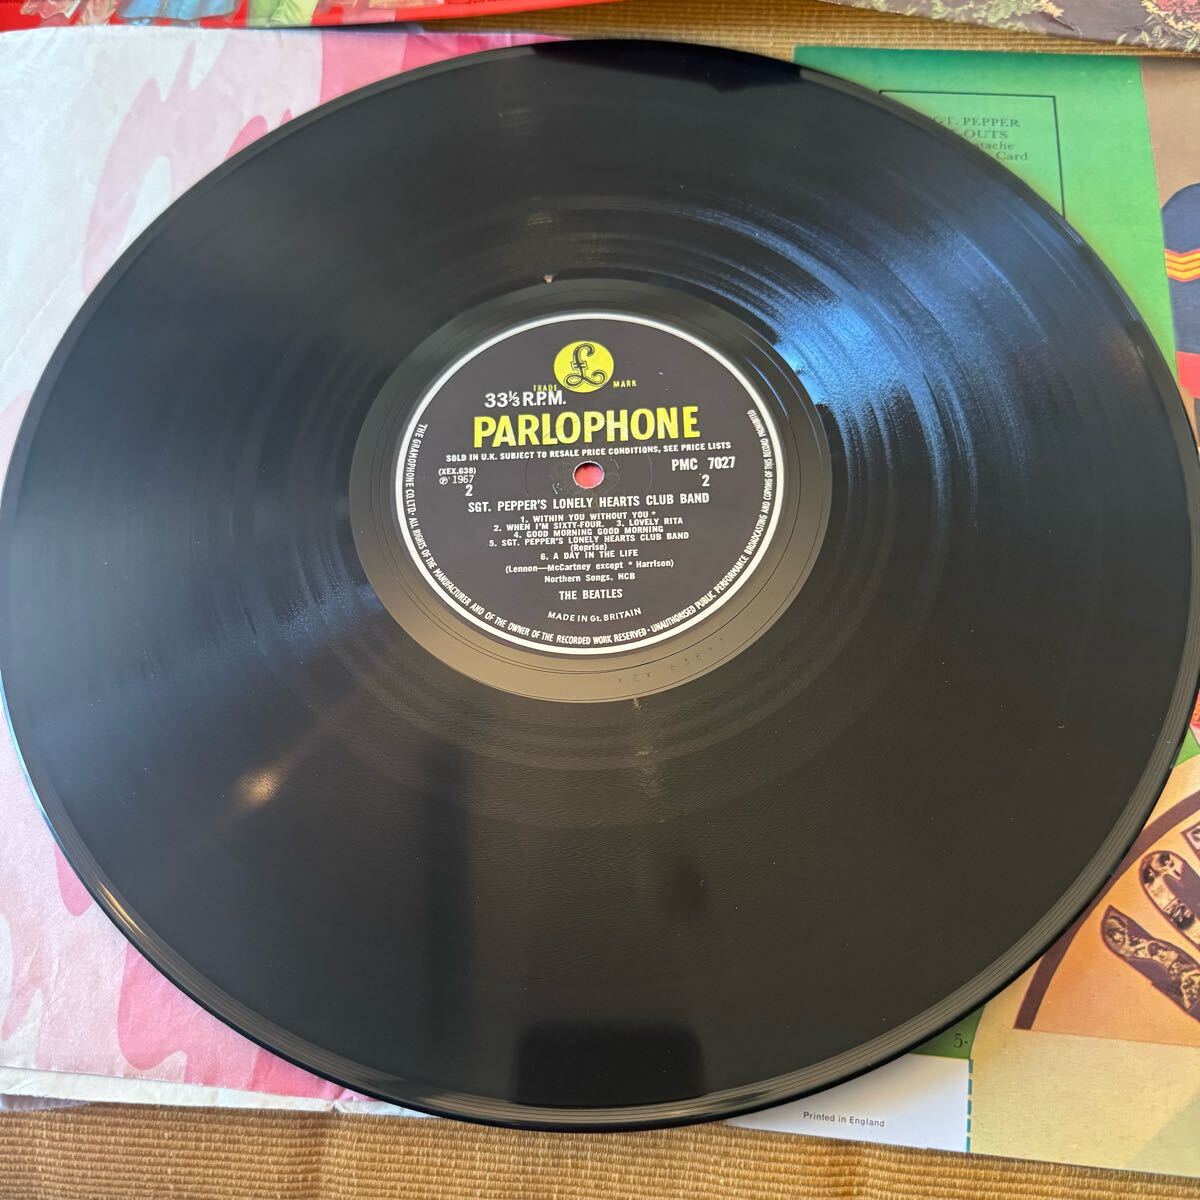 GT. PEPPER
OUTS
Card
TRADE MARK
33⅓ R.P.M.
PARLOPHONE
SOLD IN U.K. SUBJECT TO RESALE PRICE CONDITIONS, SEE PRICE LISTS
(XEX.638)
PMC 7027
℗ 1967
2
2
SGT. PEPPER'S LONELY HEARTS CLUB BAND
1. WITHIN YOU WITHOUT YOU *
2. WHEN I'M SIXTY-FOUR. 3. LOVELY RITA
4. GOOD MORNING GOOD MORNING
5. SGT. PEPPER'S LONELY HEARTS CLUB BAND
(Reprise)
6. A DAY IN THE LIFE
(Lennon—McCartney except * Harrison)
Northern Songs, NCB
THE BEATLES
MADE IN Gt. BRITAIN
THE GRAMOPHONE CO. LTD · ALL RIGHTS OF THE MANUFACTURER AND OF THE OWNER OF THE RECORDED WORK RESERVED · UNAUTHORISED PUBLIC PERFORMANCE BROADCASTING AND COPYING OF THIS RECORD PROHIBITED
XEX 638-1
5.
Printed in England